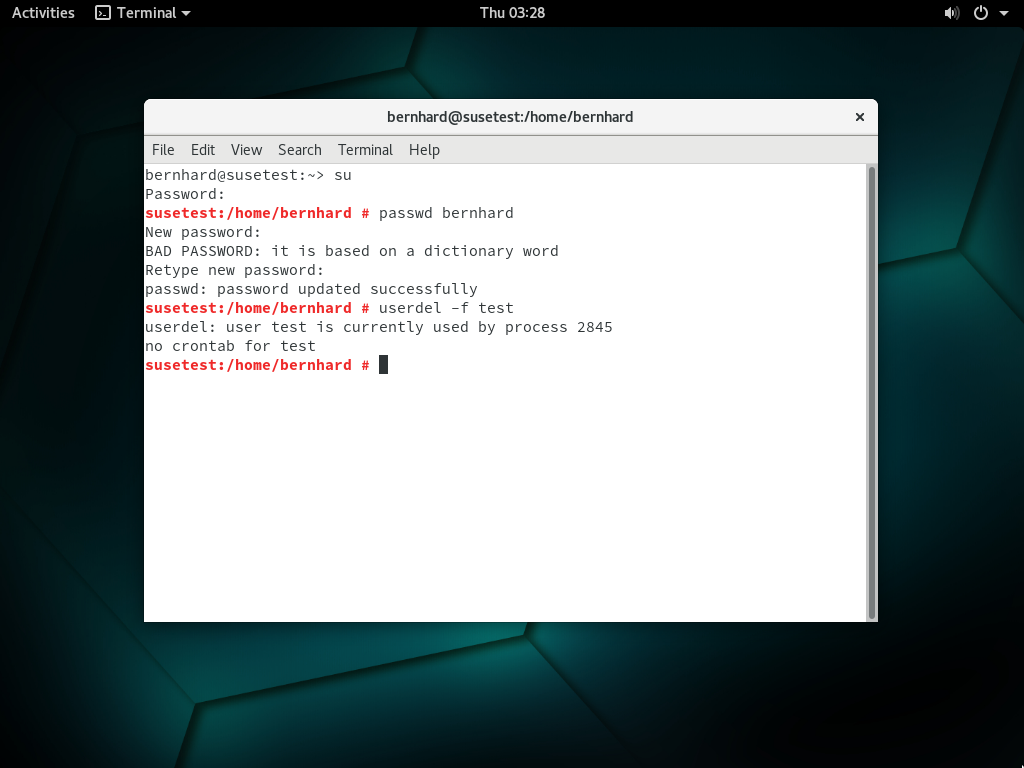 Activities Terminal Thu 03:28
bernhard@susetest:/home/bernhard ×
File Edit View Search Terminal Help
bernhard@susetest:~> su
Password:
susetest:/home/bernhard # passwd bernhard
New password:
BAD PASSWORD: it is based on a dictionary word
Retype new password:
passwd: password updated successfully
susetest:/home/bernhard # userdel -f test
userdel: user test is currently used by process 2845
no crontab for test
susetest:/home/bernhard #